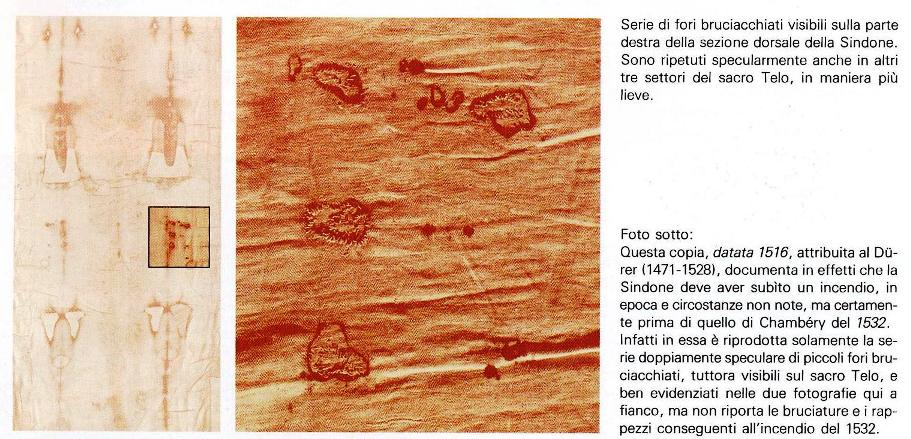 Serie di fori bruciacchiati visibili sulla parte
destra della sezione dorsale della Sindone.
Sono ripetuti specularmente anche in altri
tre settori del sacro Telo, in maniera più
lieve.
Foto sotto:
Questa copia, datata 1516, attribuita al Dü-
rer (1471-1528), documenta in effetti che la
Sindone deve aver subìto un incendio, in
epoca e circostanze non note, ma certamen-
te prima di quello di Chambéry del 1532.
Infatti in essa è riprodotta solamente la se-
rie doppiamente speculare di piccoli fori bru-
ciacchiati, tuttora visibili sul sacro Telo, e
ben evidenziati nelle due fotografie qui a
fianco, ma non riporta le bruciature e i rap-
pezzi conseguenti all'incendio del 1532.